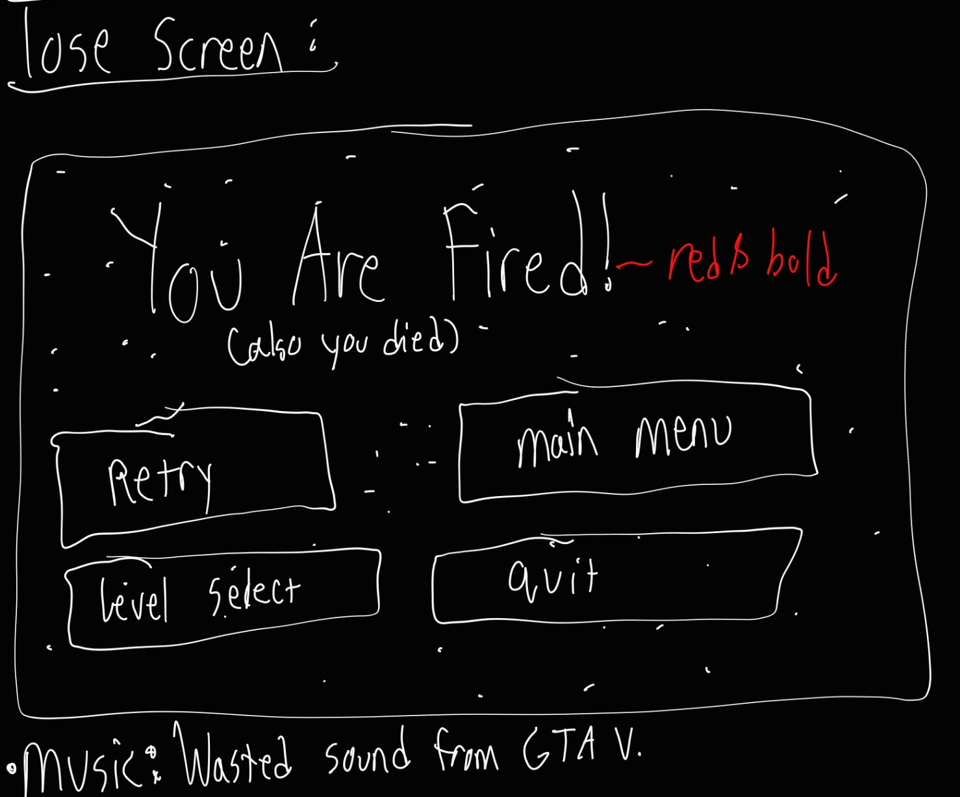 Lose Screen:
You Are Fired! ~ red & bold
(also you died)
Retry
main menu
Level select
quit
• Music: Wasted sound from GTA V.